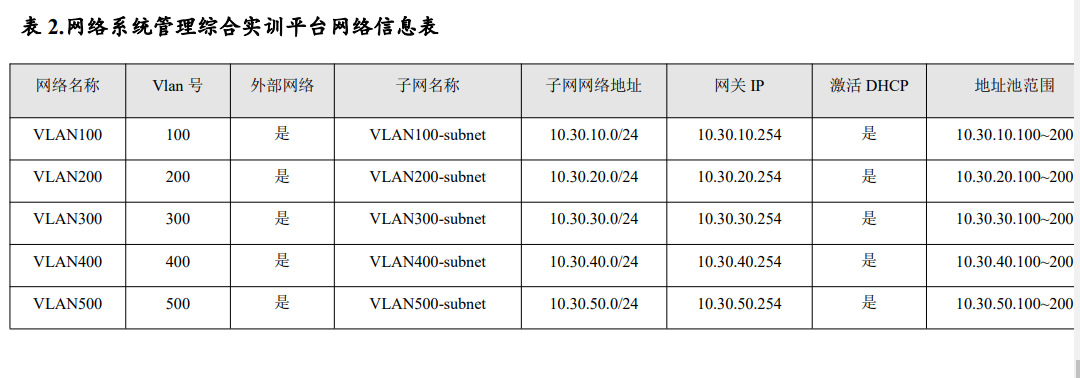 表 2.网络系统管理综合实训平台网络信息表
网络名称 Vlan 号 外部网络 子网名称 子网网络地址 网关 IP 激活 DHCP 地址池范围
VLAN100 100 是 VLAN100-subnet 10.30.10.0/24 10.30.10.254 是 10.30.10.100~200
VLAN200 200 是 VLAN200-subnet 10.30.20.0/24 10.30.20.254 是 10.30.20.100~200
VLAN300 300 是 VLAN300-subnet 10.30.30.0/24 10.30.30.254 是 10.30.30.100~200
VLAN400 400 是 VLAN400-subnet 10.30.40.0/24 10.30.40.254 是 10.30.40.100~200
VLAN500 500 是 VLAN500-subnet 10.30.50.0/24 10.30.50.254 是 10.30.50.100~200